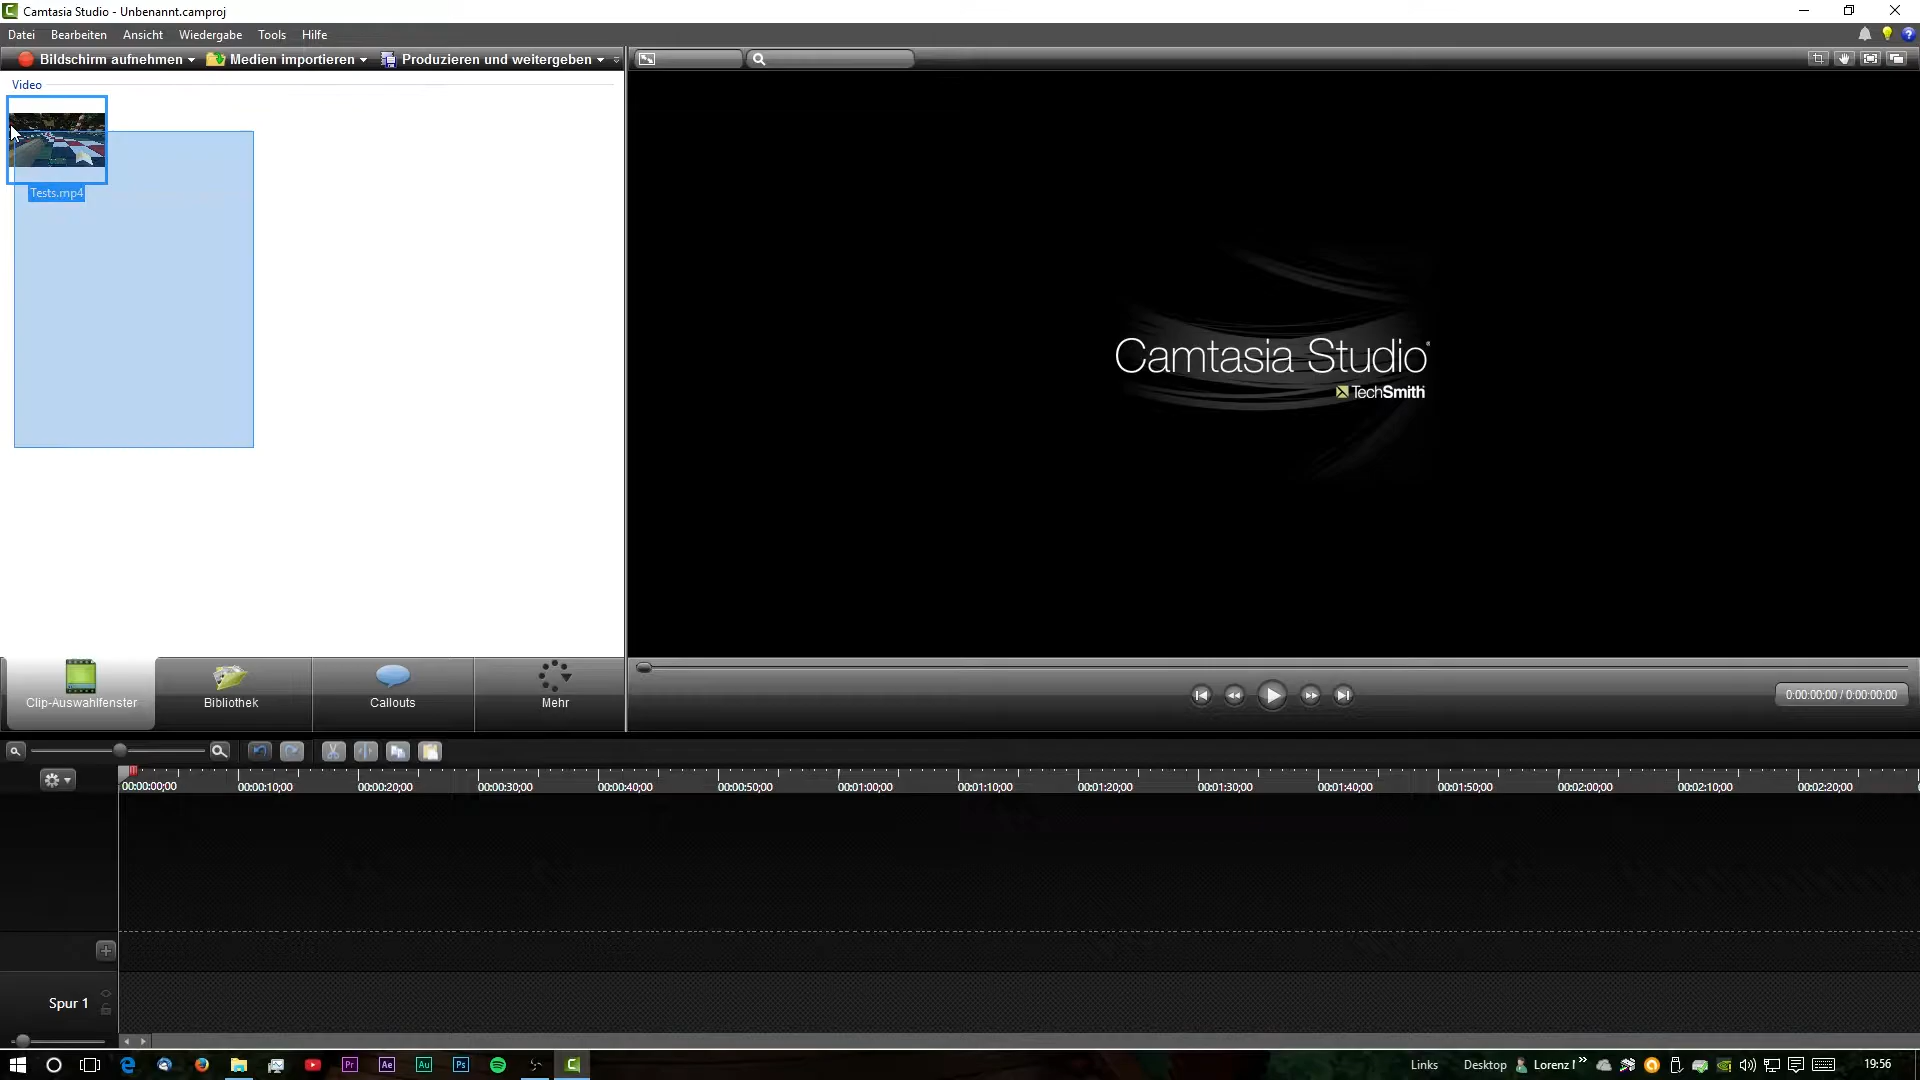 Camtasia Studio - Unbenannt.camproj
Datei Bearbeiten Ansicht Wiedergabe Tools Hilfe
Bildschirm aufnehmen Medien importieren Produzieren und weitergeben
Video
Tests.mp4
Camtasia Studio
TechSmith
Clip-Auswahlfenster Bibliothek Callouts Mehr
0:00:00;00 / 0:00:00;00
00:00:00;00 00:00:10;00 00:00:20;00 00:00:30;00 00:00:40;00 00:00:50;00 00:01:00;00 00:01:10;00 00:01:20;00 00:01:30;00 00:01:40;00 00:01:50;00 00:02:00;00 00:02:10;00 00:02:20;00
Spur 1
Pr Ae Au Ps C Links Desktop Lorenz 19:56